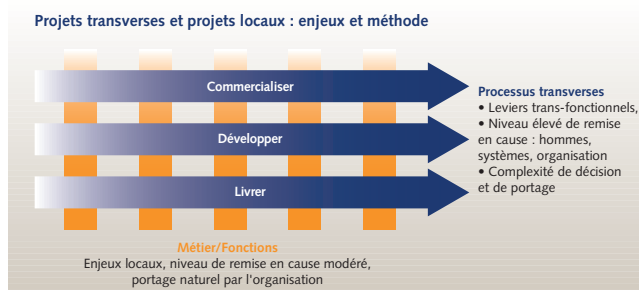 Projets transverses et projets locaux : enjeux et méthode
Commercialiser
Développer
Livrer
Processus transverses
• Leviers trans-fonctionnels,
• Niveau élevé de remise
en cause : hommes,
systèmes, organisation
• Complexité de décision
et de portage
Métier/Fonctions
Enjeux locaux, niveau de remise en cause modéré,
portage naturel par l'organisation